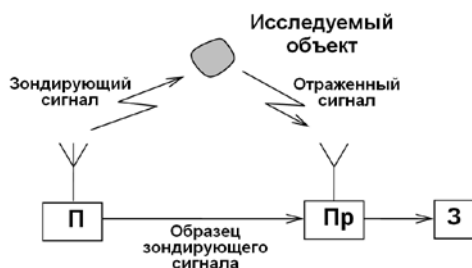 Исследуемый
объект
Зондирующий
сигнал
Отраженный
сигнал
П
Пр
З
Образец
зондирующего
сигнала